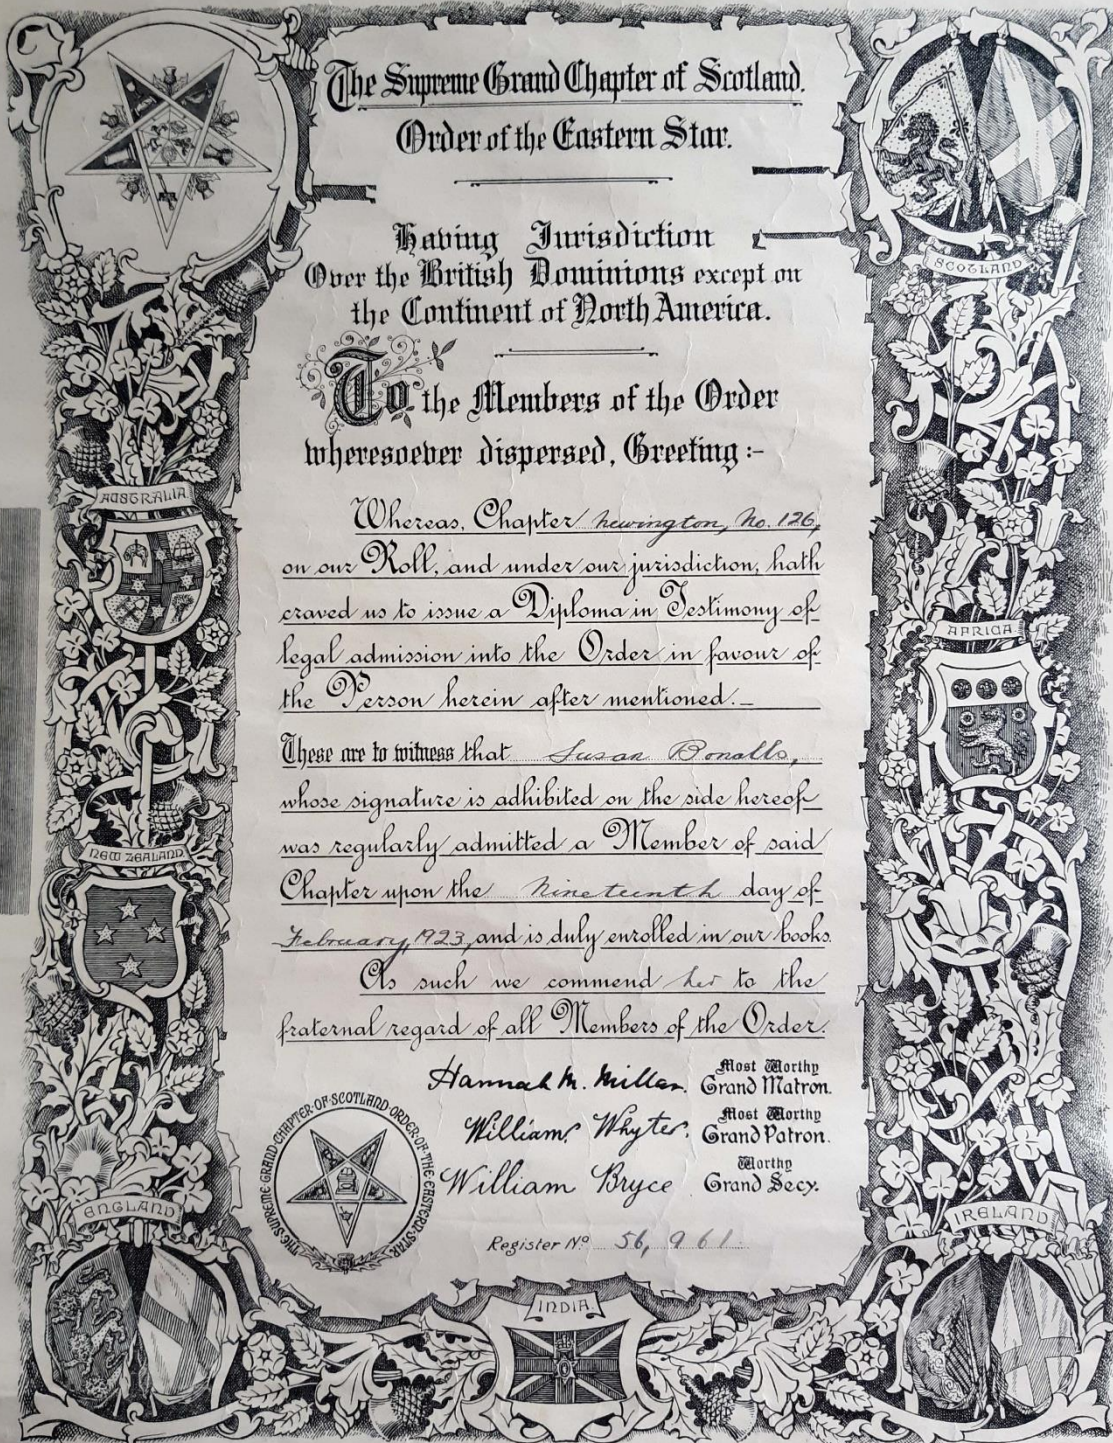 The Supreme Grand Chapter of Scotland.
Order of the Eastern Star.
Having Jurisdiction
Over the British Dominions except on
the Continent of North America.
To the Members of the Order
wheresoever dispersed, Greeting :-
Whereas, Chapter Newington, No. 126,
on our Roll, and under our jurisdiction, hath
craved us to issue a Diploma in Testimony of
legal admission into the Order in favour of
the Person herein after mentioned. _
These are to witness that Susan Bonalls,
whose signature is adhibited on the side hereof
was regularly admitted a Member of said
Chapter upon the Nineteenth day of
February, 1923, and is duly enrolled in our books.
As such we commend her to the
fraternal regard of all Members of the Order.
Hannah M. Millar. Most Worthy Grand Matron.
William Whyte. Most Worthy Grand Patron.
William Bryce Worthy Grand Secy.
Register No 56,961
THE SUPREME GRAND CHAPTER OF SCOTLAND ORDER OF THE EASTERN STAR
SCOTLAND
AUSTRALIA
AFRICA
NEW ZEALAND
ENGLAND
IRELAND
INDIA.